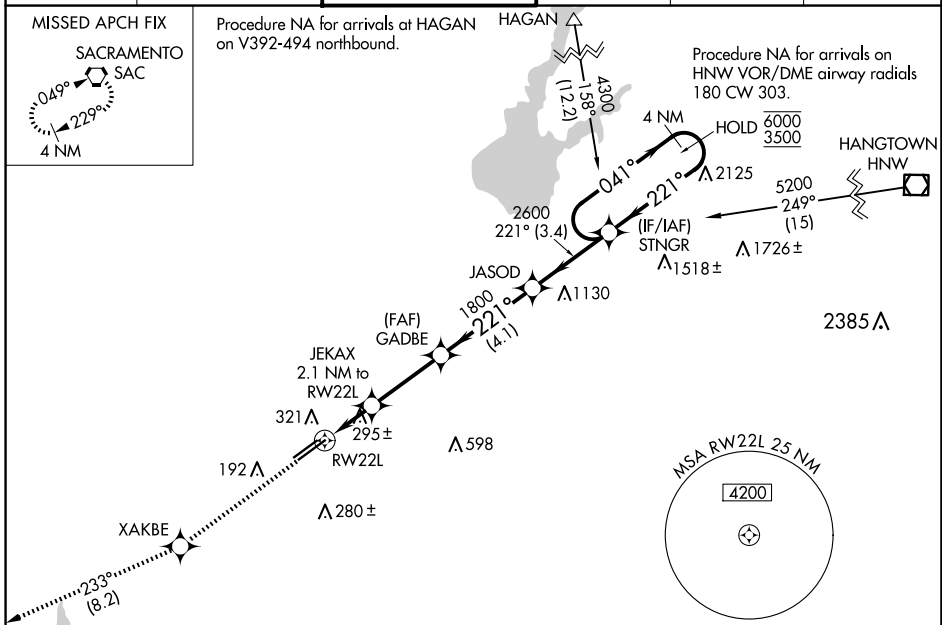 MISSED APCH FIX
SACRAMENTO
SAC
049°
229°
4 NM
Procedure NA for arrivals at HAGAN
on V392-494 northbound.
HAGAN
4300
158°
(12.2)
Procedure NA for arrivals on
HNW VOR/DME airway radials
180 CW 303.
4 NM
HOLD 6000
3500
HANGTOWN
HNW
041°
221°
2125
5200
249°
(15)
2600
221° (3.4)
(IF/IAF)
STNGR
1726 ±
1518 ±
JASOD
1130
2385
1800
221°
(4.1)
(FAF)
GADBE
JEKAX
2.1 NM to
RW22L
321
295 ±
598
RW22L
192
280 ±
MSA RW22L 25 NM
4200
XAKBE
233°
(8.2)